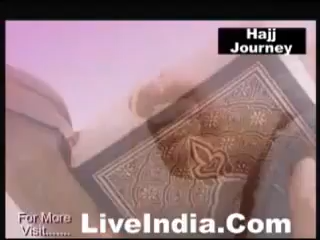 Hajj
Journey
For More
Visit.......
LiveIndia.Com